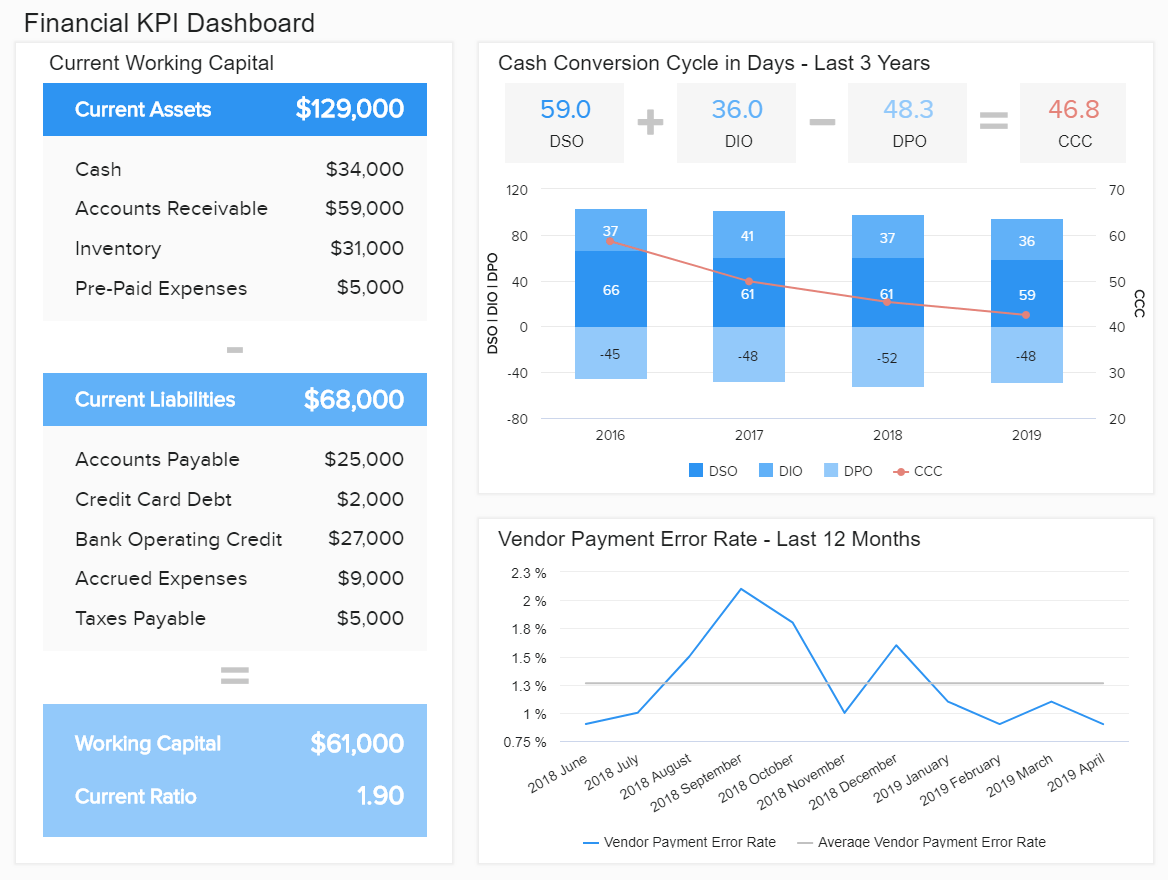 Financial KPI Dashboard
Current Working Capital
Current Assets $129,000
Cash $34,000
Accounts Receivable $59,000
Inventory $31,000
Pre-Paid Expenses $5,000
-
Current Liabilities $68,000
Accounts Payable $25,000
Credit Card Debt $2,000
Bank Operating Credit $27,000
Accrued Expenses $9,000
Taxes Payable $5,000
=
Working Capital $61,000
Current Ratio 1.90
Cash Conversion Cycle in Days - Last 3 Years
59.0 + 36.0 - 48.3 = 46.8
DSO DIO DPO CCC
120 70
80 60
40 50
0 40
-40 30
-80 20
DSO | DIO | DPO
CCC
37 41 37 36
66 61 61 59
-45 -48 -52 -48
2016 2017 2018 2019
DSO DIO DPO CCC
Vendor Payment Error Rate - Last 12 Months
2.3 %
2 %
1.8 %
1.5 %
1.3 %
1 %
0.75 %
2018 June 2018 July 2018 August 2018 September 2018 October 2018 November 2018 December 2019 January 2019 February 2019 March 2019 April
Vendor Payment Error Rate Average Vendor Payment Error Rate